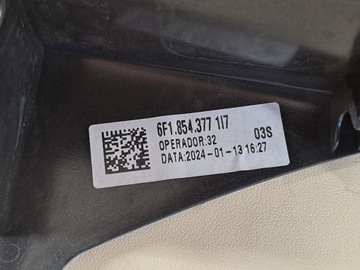 6F1.854.377 1I7
OPERADOR:32 03S
DATA:2024-01-13 16:27